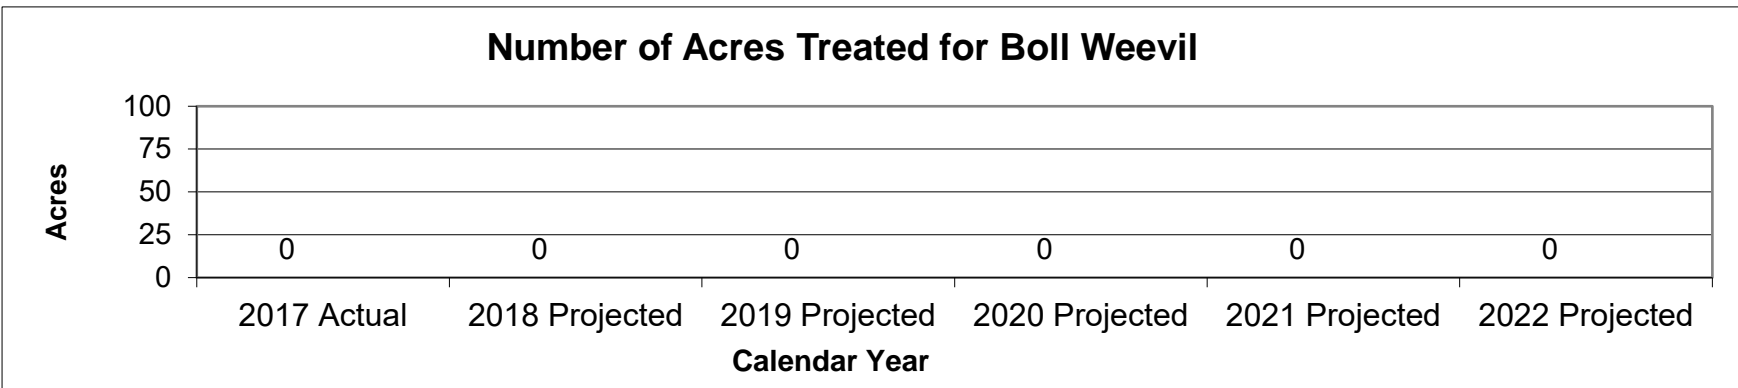 Number of Acres Treated for Boll Weevil
100
75
50
25
0
Acres
0 0 0 0 0 0
2017 Actual 2018 Projected 2019 Projected 2020 Projected 2021 Projected 2022 Projected
Calendar Year